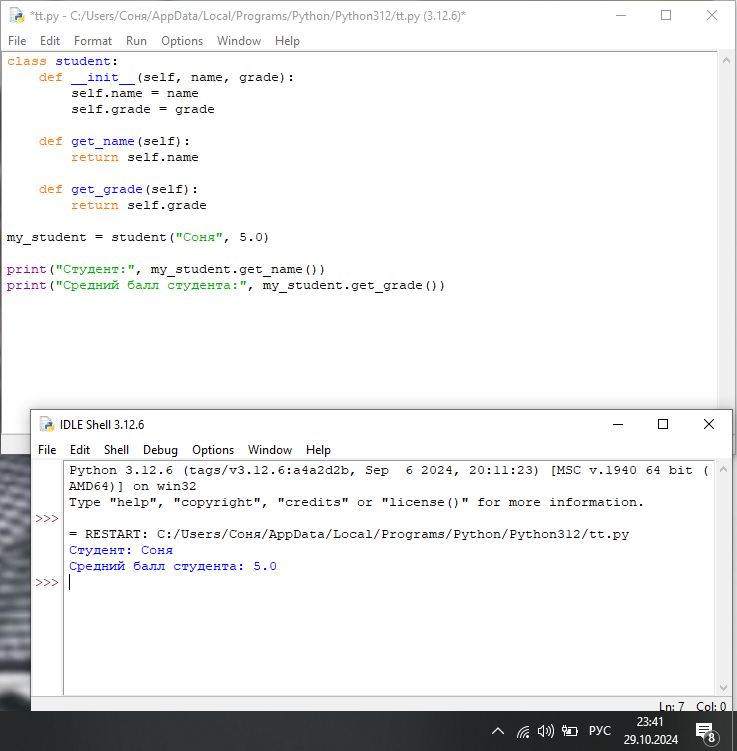 *tt.py - C:/Users/Соня/AppData/Local/Programs/Python/Python312/tt.py (3.12.6)*
File Edit Format Run Options Window Help
class student:
    def __init__(self, name, grade):
        self.name = name
        self.grade = grade
    def get_name(self):
        return self.name
    def get_grade(self):
        return self.grade
my_student = student("Соня", 5.0)
print("Студент:", my_student.get_name())
print("Средний балл студента:", my_student.get_grade())
IDLE Shell 3.12.6
File Edit Shell Debug Options Window Help
Python 3.12.6 (tags/v3.12.6:a4a2d2b, Sep  6 2024, 20:11:23) [MSC v.1940 64 bit (
AMD64)] on win32
Type "help", "copyright", "credits" or "license()" for more information.
>>>
= RESTART: C:/Users/Соня/AppData/Local/Programs/Python/Python312/tt.py
Студент: Соня
Средний балл студента: 5.0
>>>
Ln: 7 Col: 0
РУС
23:41
29.10.2024
8